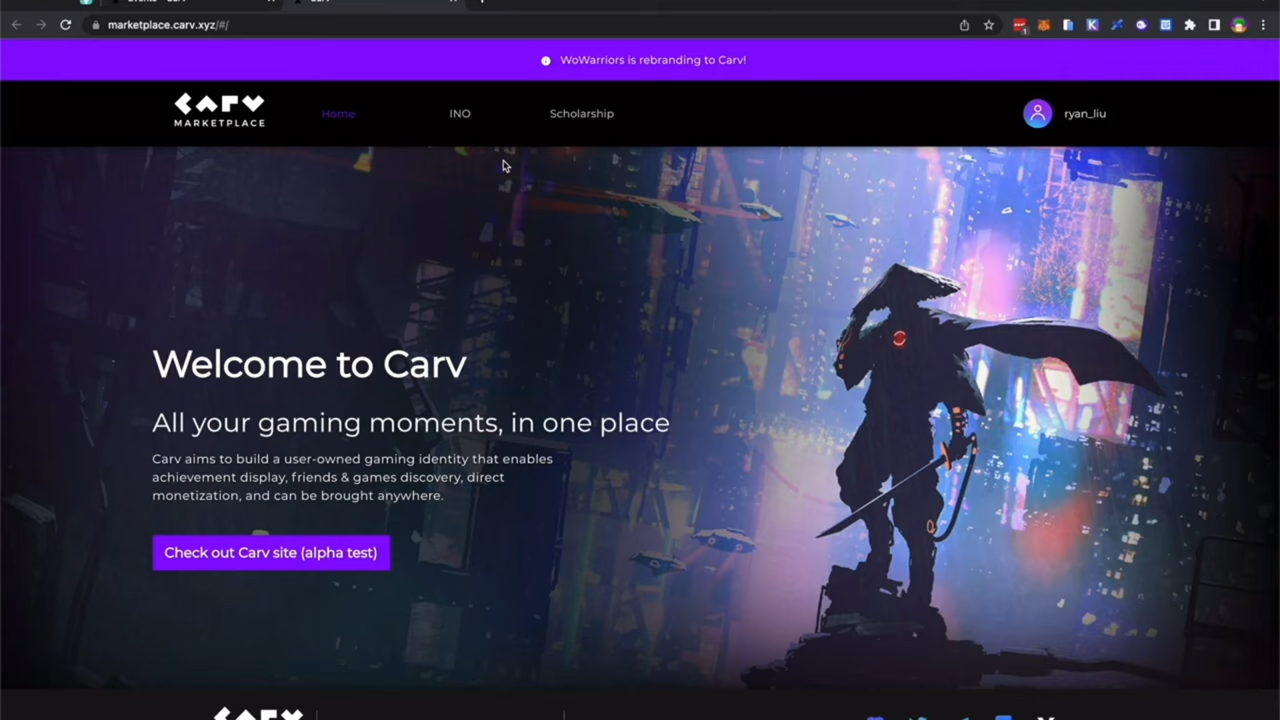 marketplace.carv.xyz/#/
WoWarriors is rebranding to Carv!
CARV
MARKETPLACE
Home
INO
Scholarship
ryan_liu
Welcome to Carv
All your gaming moments, in one place
Carv aims to build a user-owned gaming identity that enables
achievement display, friends & games discovery, direct
monetization, and can be brought anywhere.
Check out Carv site (alpha test)